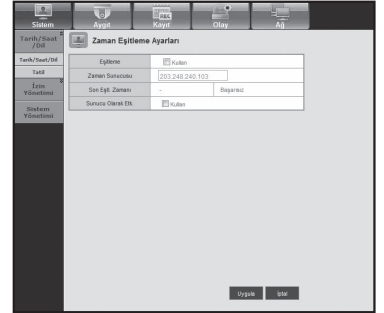 Sistem Aygıt Kayıt Olay Ağ
REC
Tarih/Saat
/Dil
Tarih/Saat/Dil
Tatil
İzin
Yönetimi
Sistem
Yönetimi
Zaman Eşitleme Ayarları
Eşitleme Kullan
Zaman Sunucusu 203.248.240.103
Son Eşit. Zamanı - Başarısız
Sunucu Olarak Etk. Kullan
Uygula İptal